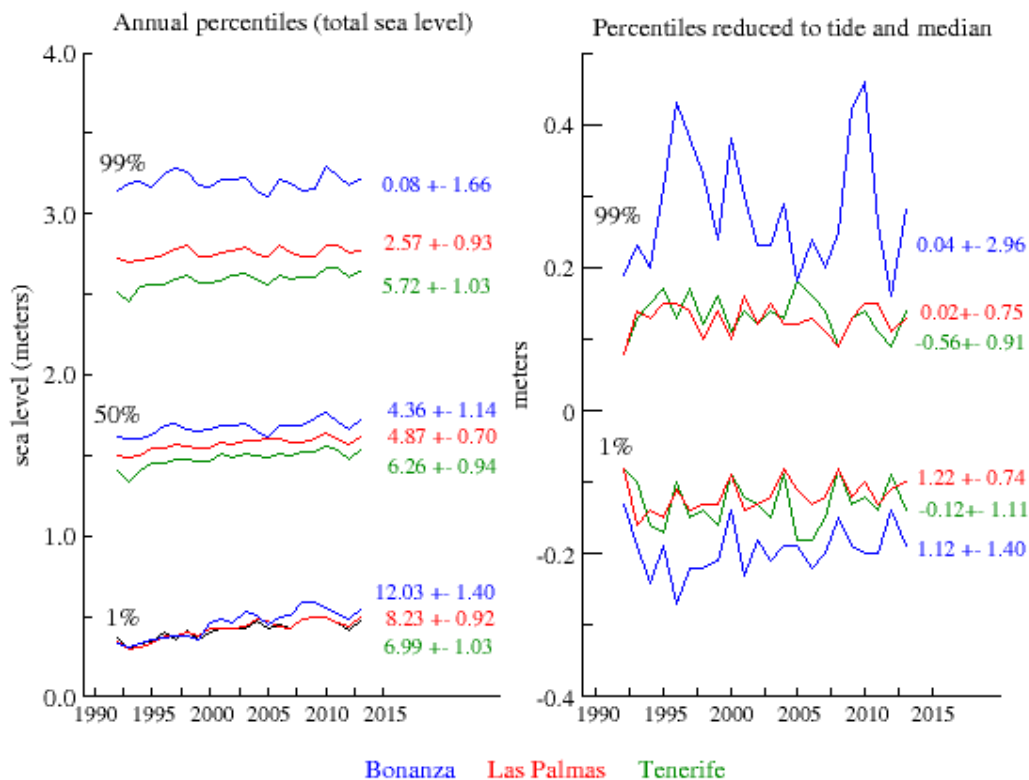 Annual percentiles (total sea level)
4.0
99%
0.08 +- 1.66
3.0
2.57 +- 0.93
5.72 +- 1.03
sea level (meters)
2.0
50%
4.36 +- 1.14
4.87 +- 0.70
6.26 +- 0.94
1.0
12.03 +- 1.40
1%
8.23 +- 0.92
6.99 +- 1.03
0.0
1990 1995 2000 2005 2010 2015
Percentiles reduced to tide and median
0.4
99%
0.04 +- 2.96
0.2
0.02+- 0.75
-0.56+- 0.91
meters
0
1%
1.22 +- 0.74
-0.12+- 1.11
1.12 +- 1.40
-0.2
-0.4
1990 1995 2000 2005 2010 2015
Bonanza Las Palmas Tenerife